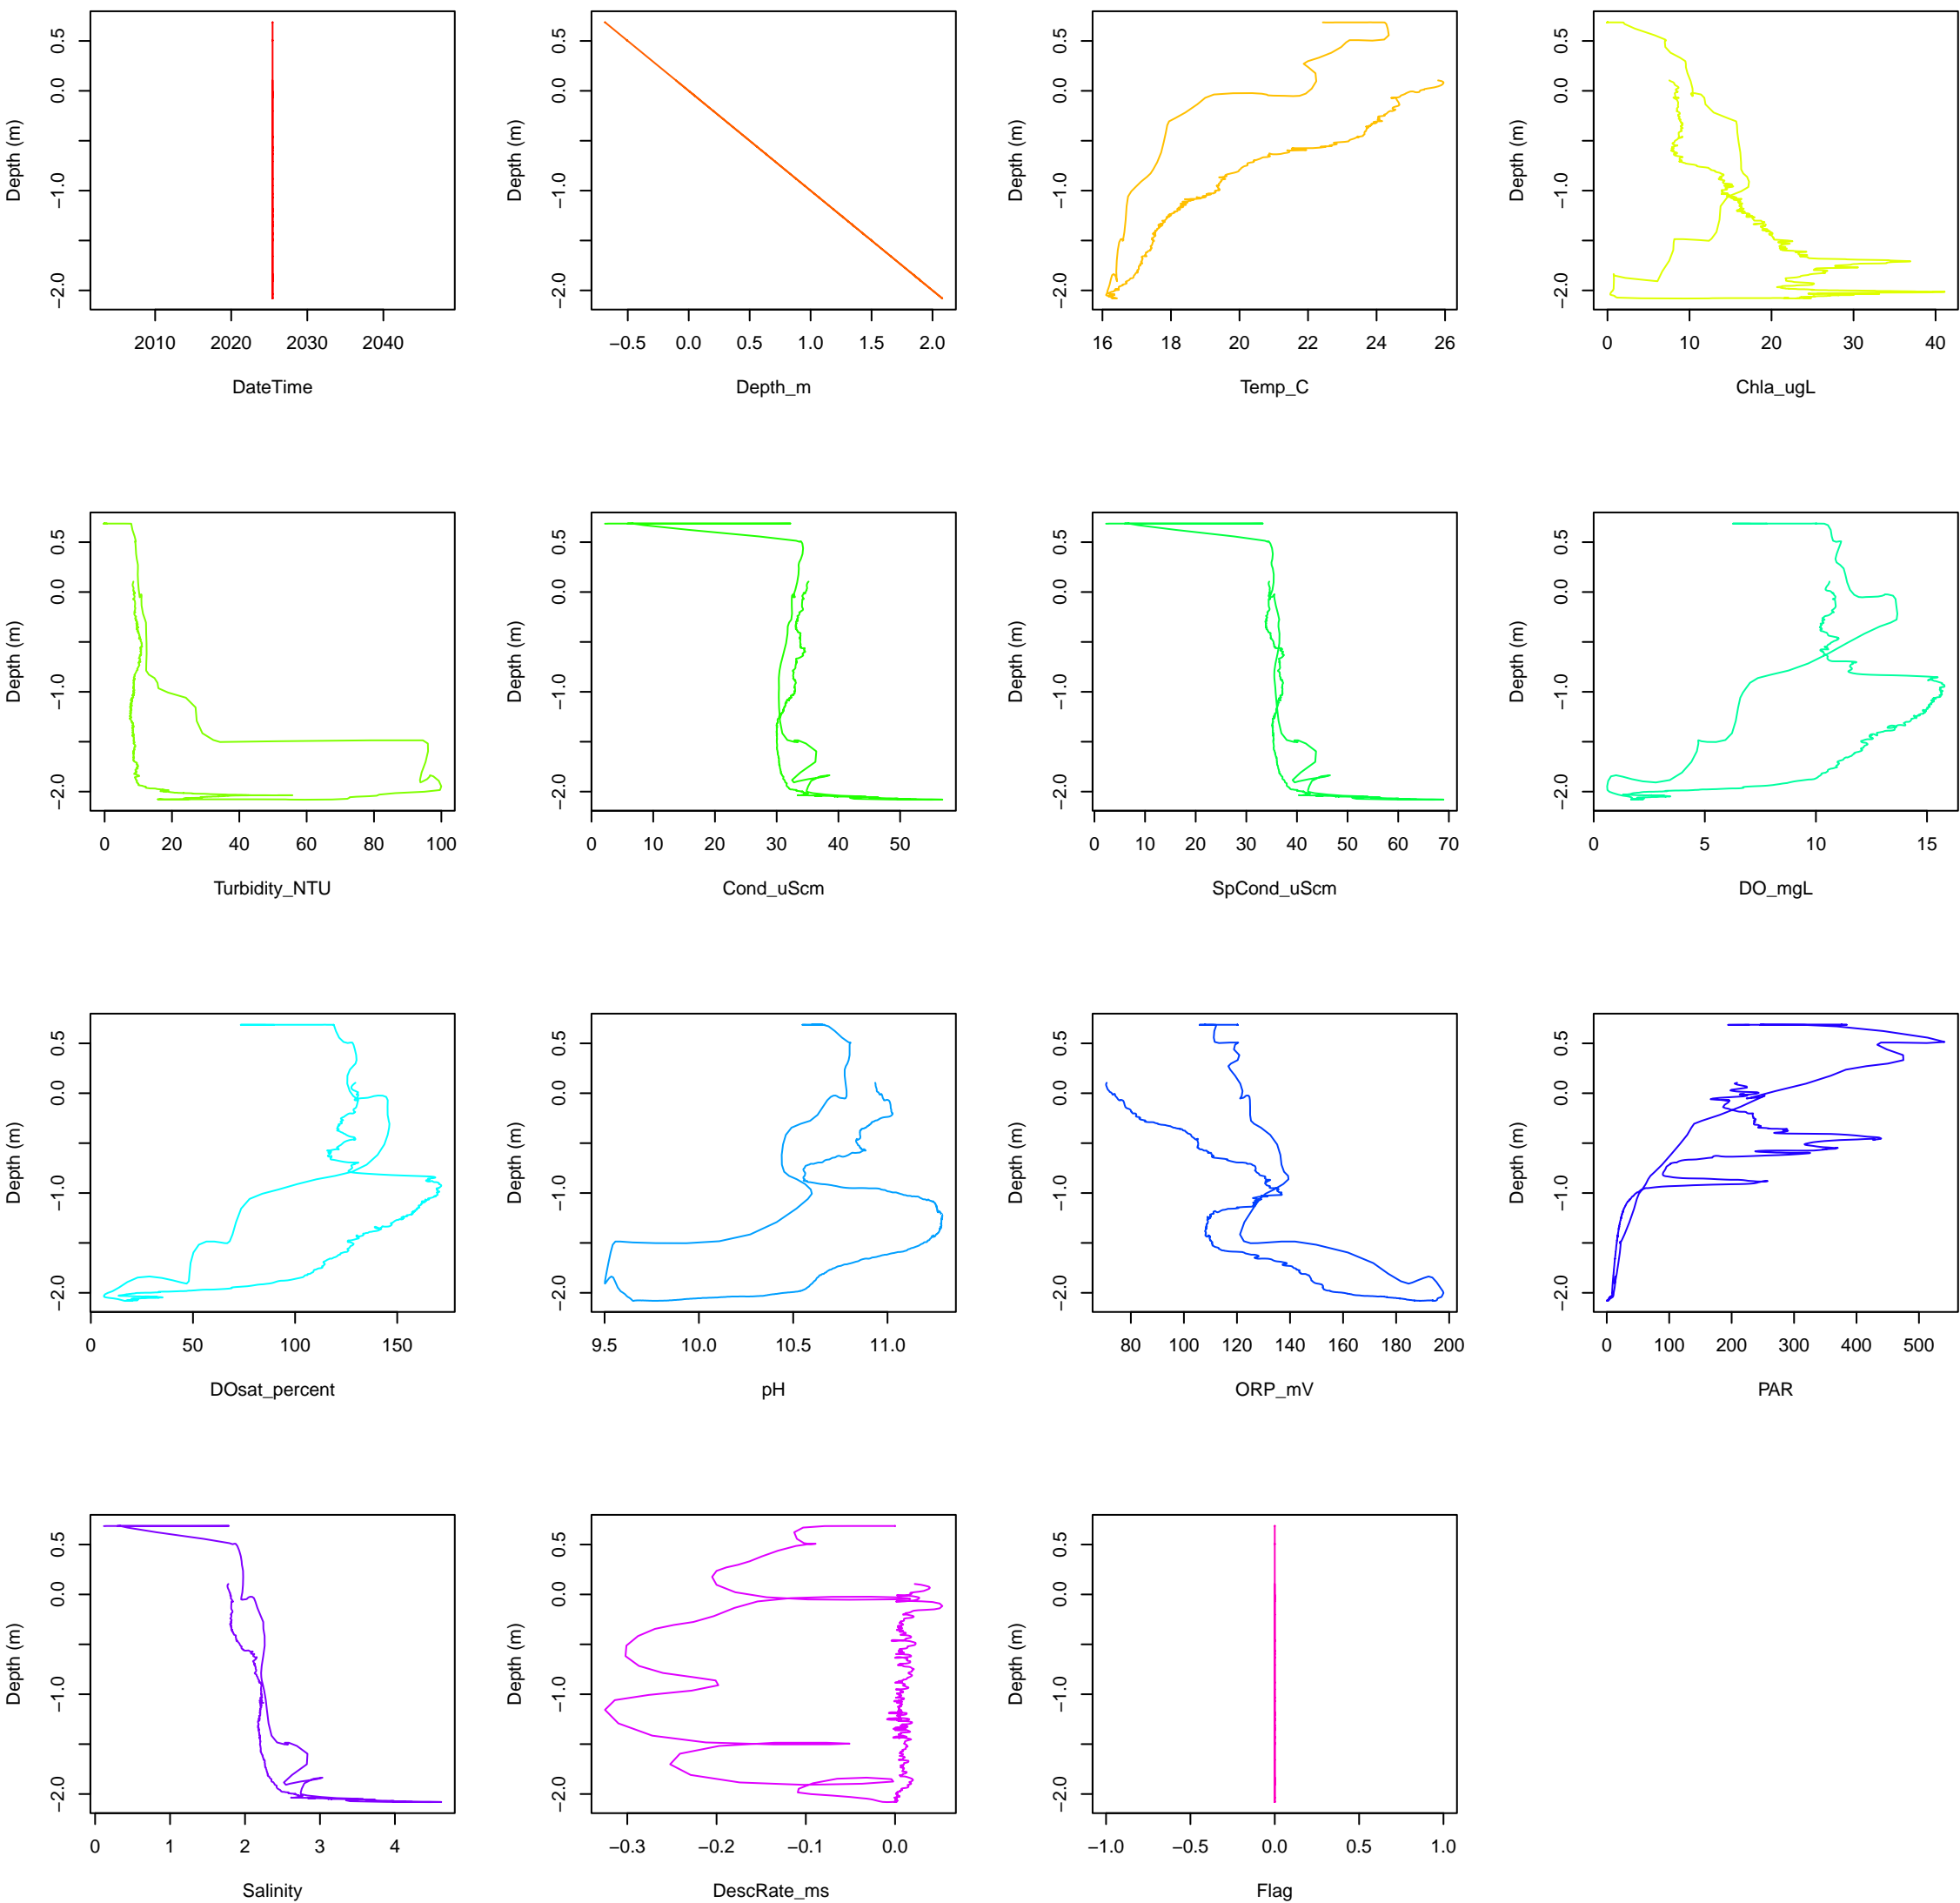 Depth (m)
0.5
0.0
−1.0
−2.0
2010 2020 2030 2040
DateTime
Depth (m)
0.5
0.0
−1.0
−2.0
−0.5 0.0 0.5 1.0 1.5 2.0
Depth_m
Depth (m)
0.5
0.0
−1.0
−2.0
16 18 20 22 24 26
Temp_C
Depth (m)
0.5
0.0
−1.0
−2.0
0 10 20 30 40
Chla_ugL
Depth (m)
0.5
0.0
−1.0
−2.0
0 20 40 60 80 100
Turbidity_NTU
Depth (m)
0.5
0.0
−1.0
−2.0
0 10 20 30 40 50
Cond_uScm
Depth (m)
0.5
0.0
−1.0
−2.0
0 10 20 30 40 50 60 70
SpCond_uScm
Depth (m)
0.5
0.0
−1.0
−2.0
0 5 10 15
DO_mgL
Depth (m)
0.5
0.0
−1.0
−2.0
0 50 100 150
DOsat_percent
Depth (m)
0.5
0.0
−1.0
−2.0
9.5 10.0 10.5 11.0
pH
Depth (m)
0.5
0.0
−1.0
−2.0
80 100 120 140 160 180 200
ORP_mV
Depth (m)
0.5
0.0
−1.0
−2.0
0 100 200 300 400 500
PAR
Depth (m)
0.5
0.0
−1.0
−2.0
0 1 2 3 4
Salinity
Depth (m)
0.5
0.0
−1.0
−2.0
−0.3 −0.2 −0.1 0.0
DescRate_ms
Depth (m)
0.5
0.0
−1.0
−2.0
−1.0 −0.5 0.0 0.5 1.0
Flag